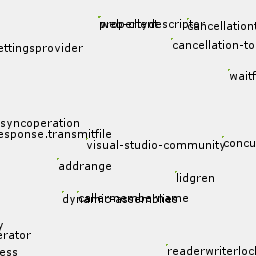 propertydescriptor
web-client
cancellationt
cancellation-to
ettingsprovider
waitf
syncoperation
esponse.transmitfile
visual-studio-community
concu
addrange
lidgren
dynamic-assemblies
callermembername
y
erator
readerwriterlock
ess